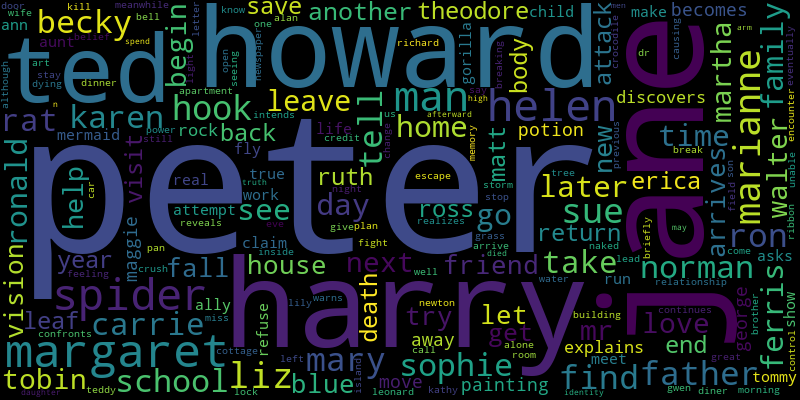 door kill meanwhile bell save another theodore child make becomes
wife becky know men
ann aunt belief begin letter one alan gorilla body attack family
although ted howard jane
light richard seeing newspaper open breaking dr crocodile causing arm eventually
art stay spend dying dinner apartment hook leave man helen discovers martha
rat karen n say high afterward us encounter
mermaid rock back tell home potion time walter
power still life credit change memory matt new previous
peter
ronald help visit fly true ruth escape later erica marianne ribbon
real work tree break
night storm stop arrives unable
attempt see day ross go sue son field
truth maggie reveals eve give plan realizes grass return ron
car claim fight arrive naked briefly may come
vision year fall house inside next friend take norman asks
pan died lead relationship
feeling crush ally well water run
spider harry death try get let mr building love george ferris
leaf lily warns newton continues show
carrie miss refuse away explains end brother
confronts cottage call alone meet great control
margaret left mary island room sophie find father
tobin school liz blue move painting tommy
teddy lock leonard kathy identity gwen diner morning
daughter